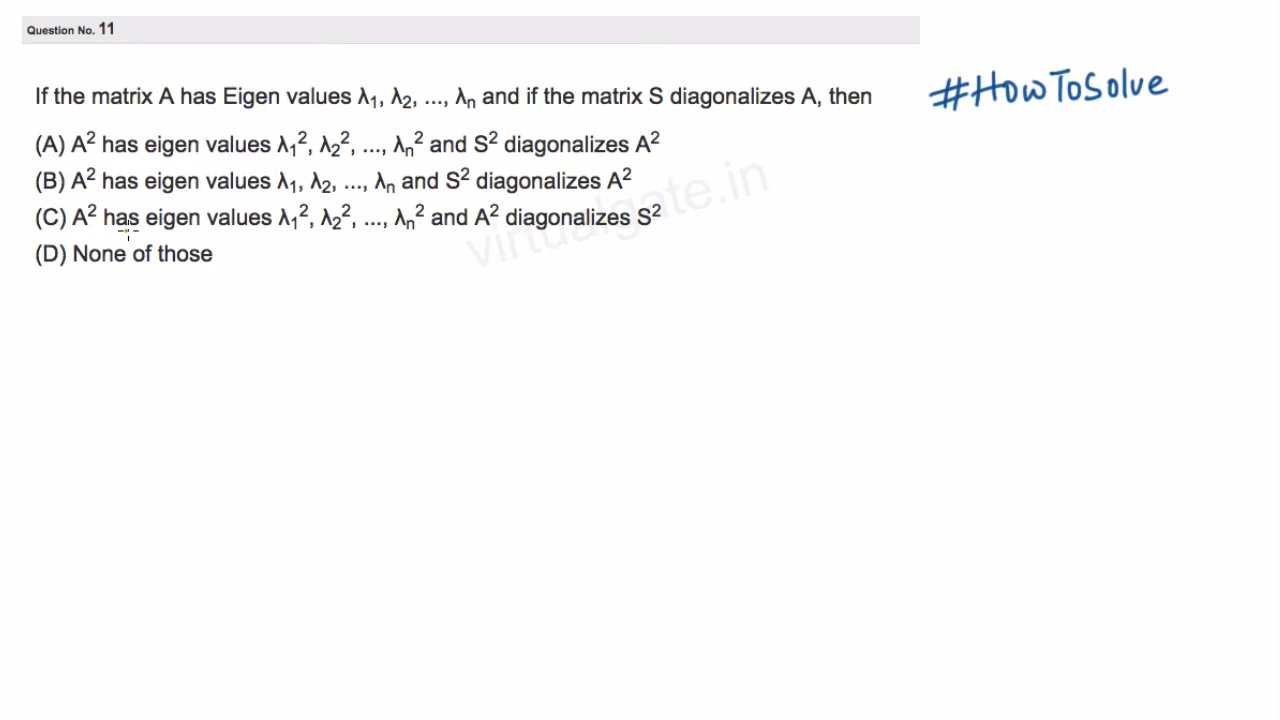 Question No. 11
If the matrix A has Eigen values λ₁, λ₂, ..., λₙ and if the matrix S diagonalizes A, then
#HowToSolve
(A) A² has eigen values λ₁², λ₂², ..., λₙ² and S² diagonalizes A²
(B) A² has eigen values λ₁, λ₂, ..., λₙ and S² diagonalizes A²
(C) A² has eigen values λ₁², λ₂², ..., λₙ² and A² diagonalizes S²
(D) None of those
virtualgate.in